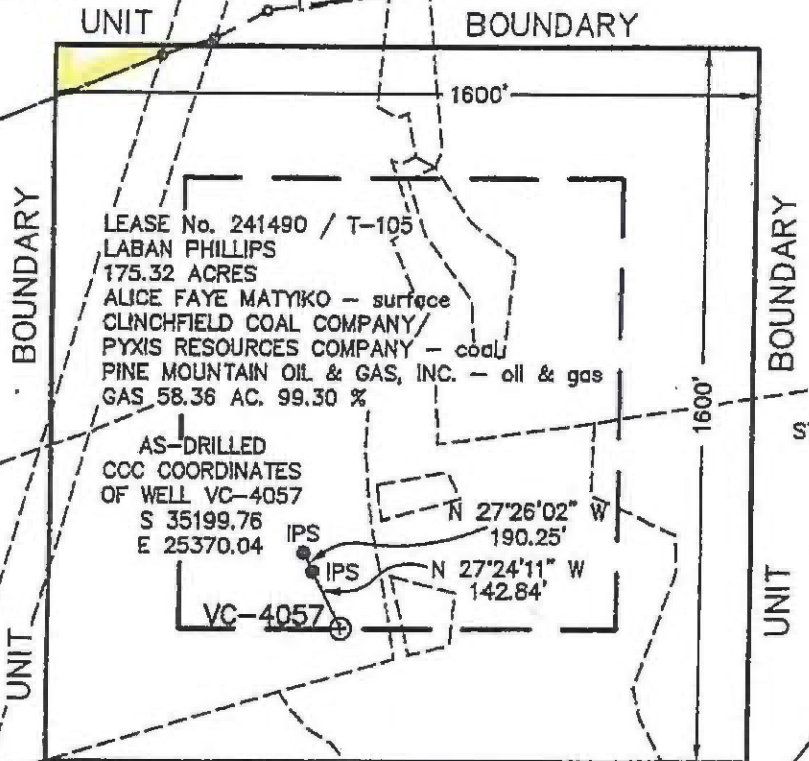 UNIT BOUNDARY
1600'
BOUNDARY
BOUNDARY
LEASE No. 241490 / T-105
LABAN PHILLIPS
175.32 ACRES
ALICE FAYE MATYIKO - surface
CLINCHFIELD COAL COMPANY
PYXIS RESOURCES COMPANY - coal
PINE MOUNTAIN OIL & GAS, INC. - oil & gas
GAS 58.36 AC. 99.30 %
1600'
AS-DRILLED
CCC COORDINATES
OF WELL VC-4057
S 35199.76
E 25370.04
IPS
IPS
N 27°26'02" W
190.25'
N 27°24'11" W
142.84'
VC-4057
UNIT
UNIT